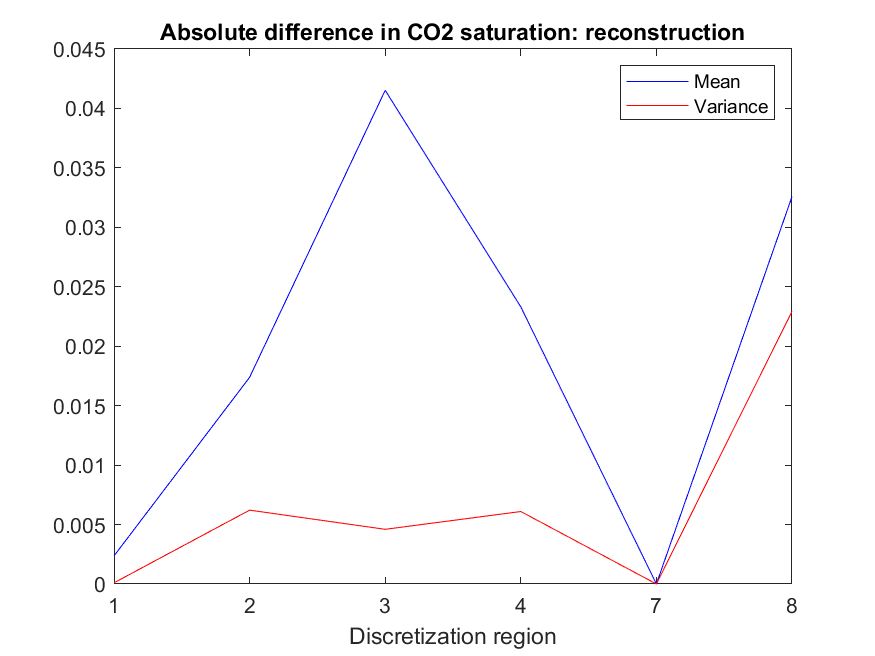 Absolute difference in CO2 saturation: reconstruction
0.045
0.04
0.035
0.03
0.025
0.02
0.015
0.01
0.005
0
Mean
Variance
1 2 3 4 7 8
Discretization region